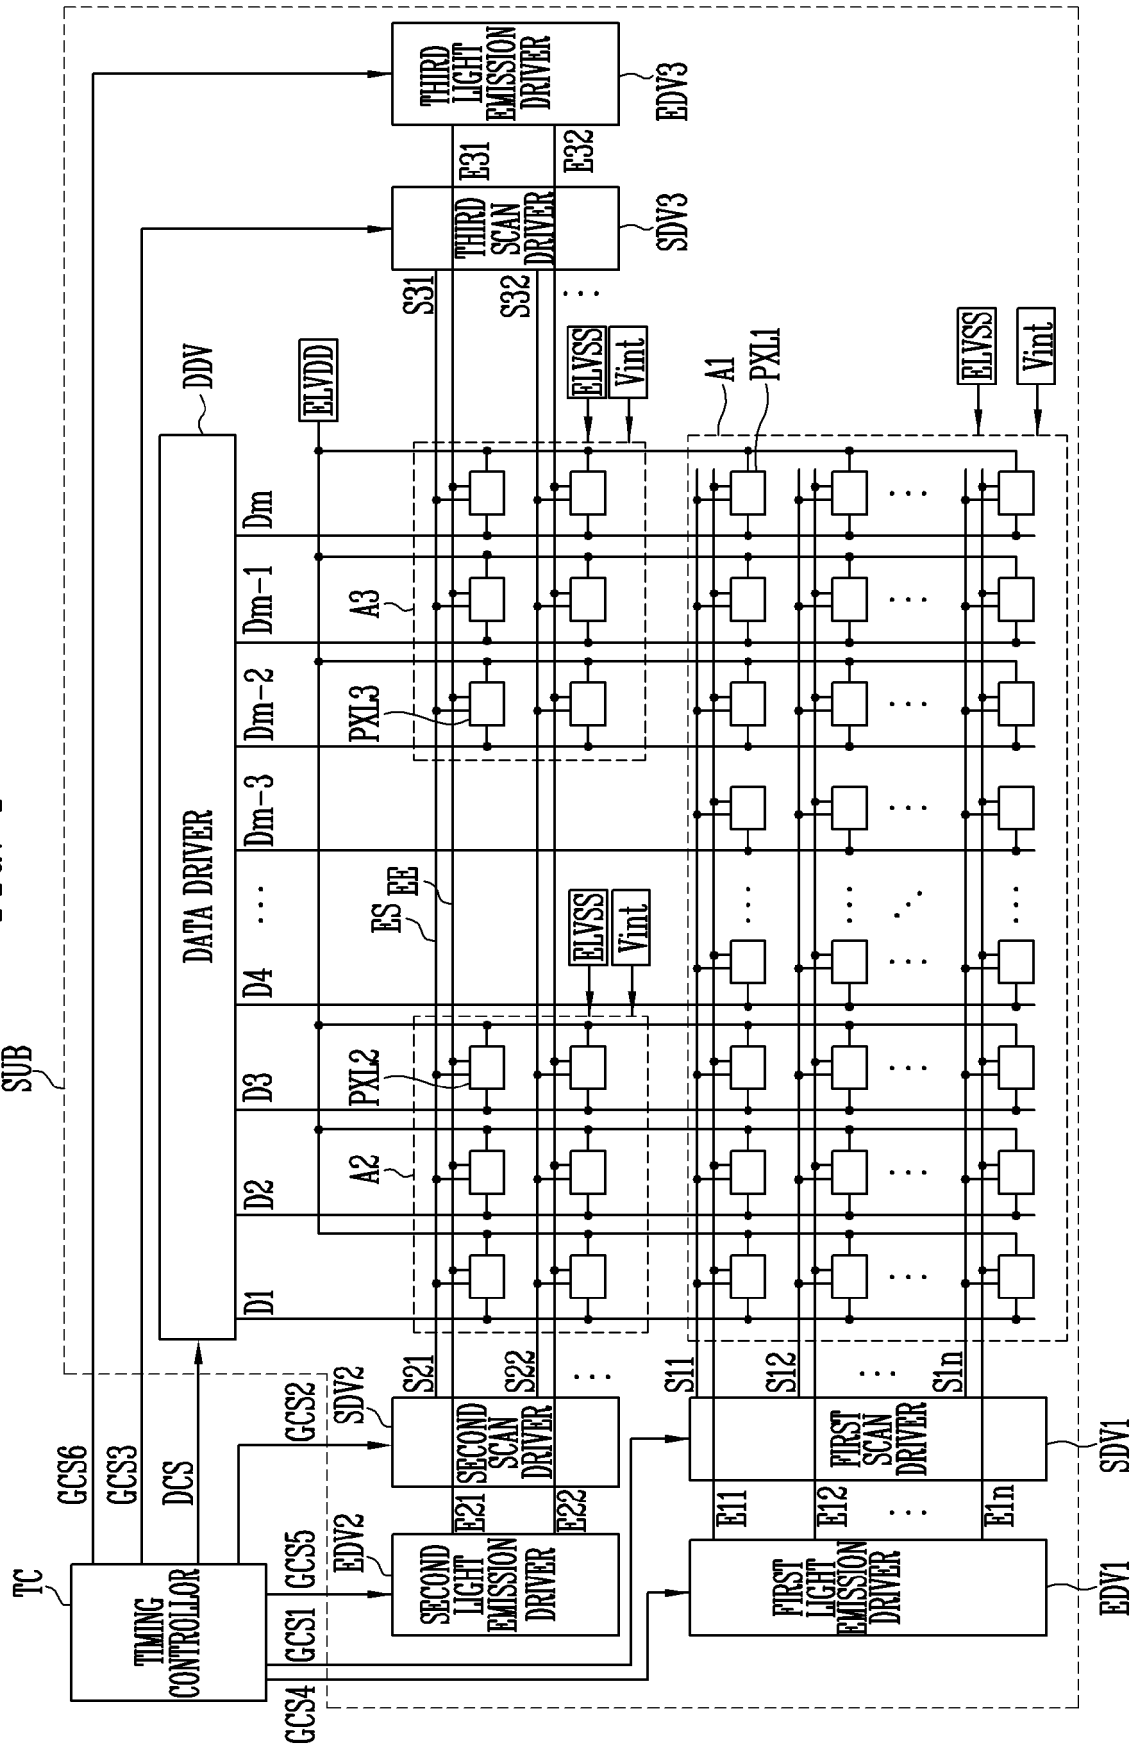 SUB
TC
TIMING
CONTROLLOR
GCS6
GCS3
DCS
GCS2
GCS5
GCS1
GCS4
DATA DRIVER
DDV
D1
D2
D3
D4
...
Dm-3
Dm-2
Dm-1
Dm
ELVDD
SDV2
EDV2
SECOND
LIGHT
EMISSION
DRIVER
E21
E22
SECOND
SCAN
DRIVER
S21
S22
...
A2
PXL2
ES
EE
ELVSS
Vint
PXL3
A3
ELVSS
Vint
S31
S32
...
THIRD
SCAN
DRIVER
SDV3
E31
E32
THIRD
LIGHT
EMISSION
DRIVER
EDV3
FIRST
LIGHT
EMISSION
DRIVER
EDV1
E11
E12
...
E1n
FIRST
SCAN
DRIVER
SDV1
S11
S12
...
S1n
A1
PXL1
ELVSS
Vint